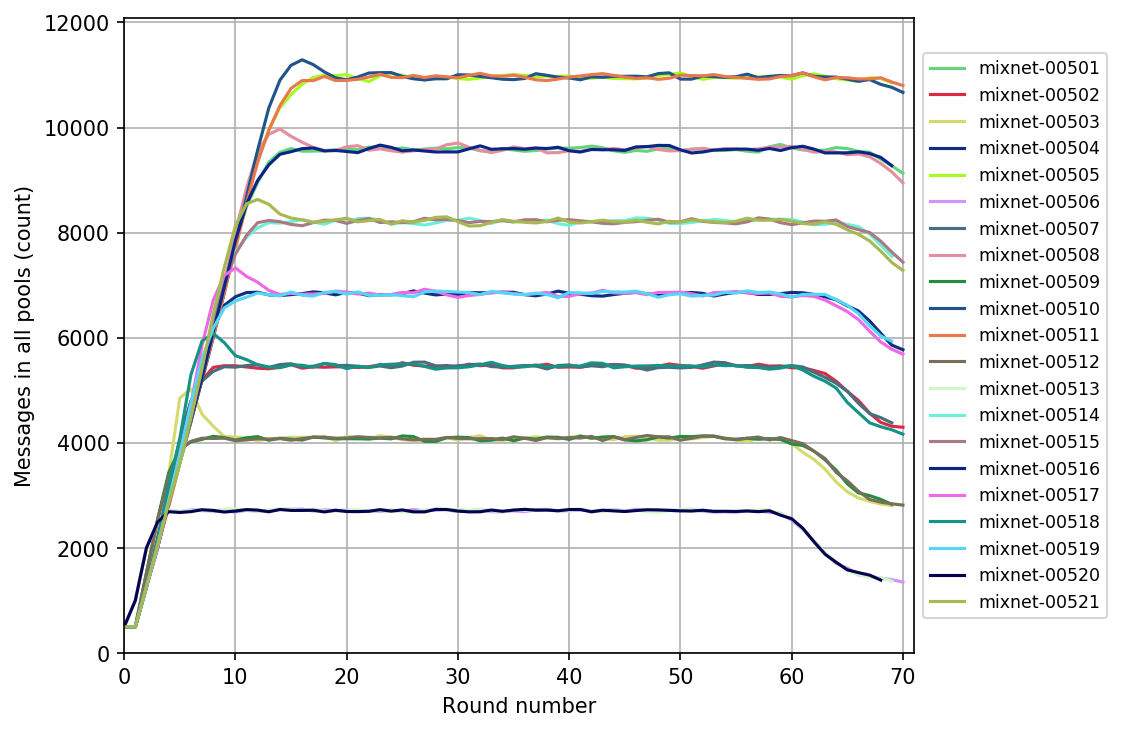 12000
10000
8000
6000
4000
2000
0
Messages in all pools (count)
0 10 20 30 40 50 60 70
Round number
mixnet-00501
mixnet-00502
mixnet-00503
mixnet-00504
mixnet-00505
mixnet-00506
mixnet-00507
mixnet-00508
mixnet-00509
mixnet-00510
mixnet-00511
mixnet-00512
mixnet-00513
mixnet-00514
mixnet-00515
mixnet-00516
mixnet-00517
mixnet-00518
mixnet-00519
mixnet-00520
mixnet-00521